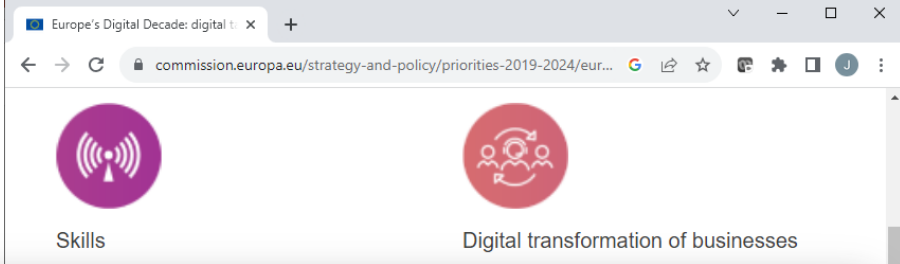 Europe's Digital Decade: digital t
commission.europa.eu/strategy-and-policy/priorities-2019-2024/eur...
J
Skills
Digital transformation of businesses